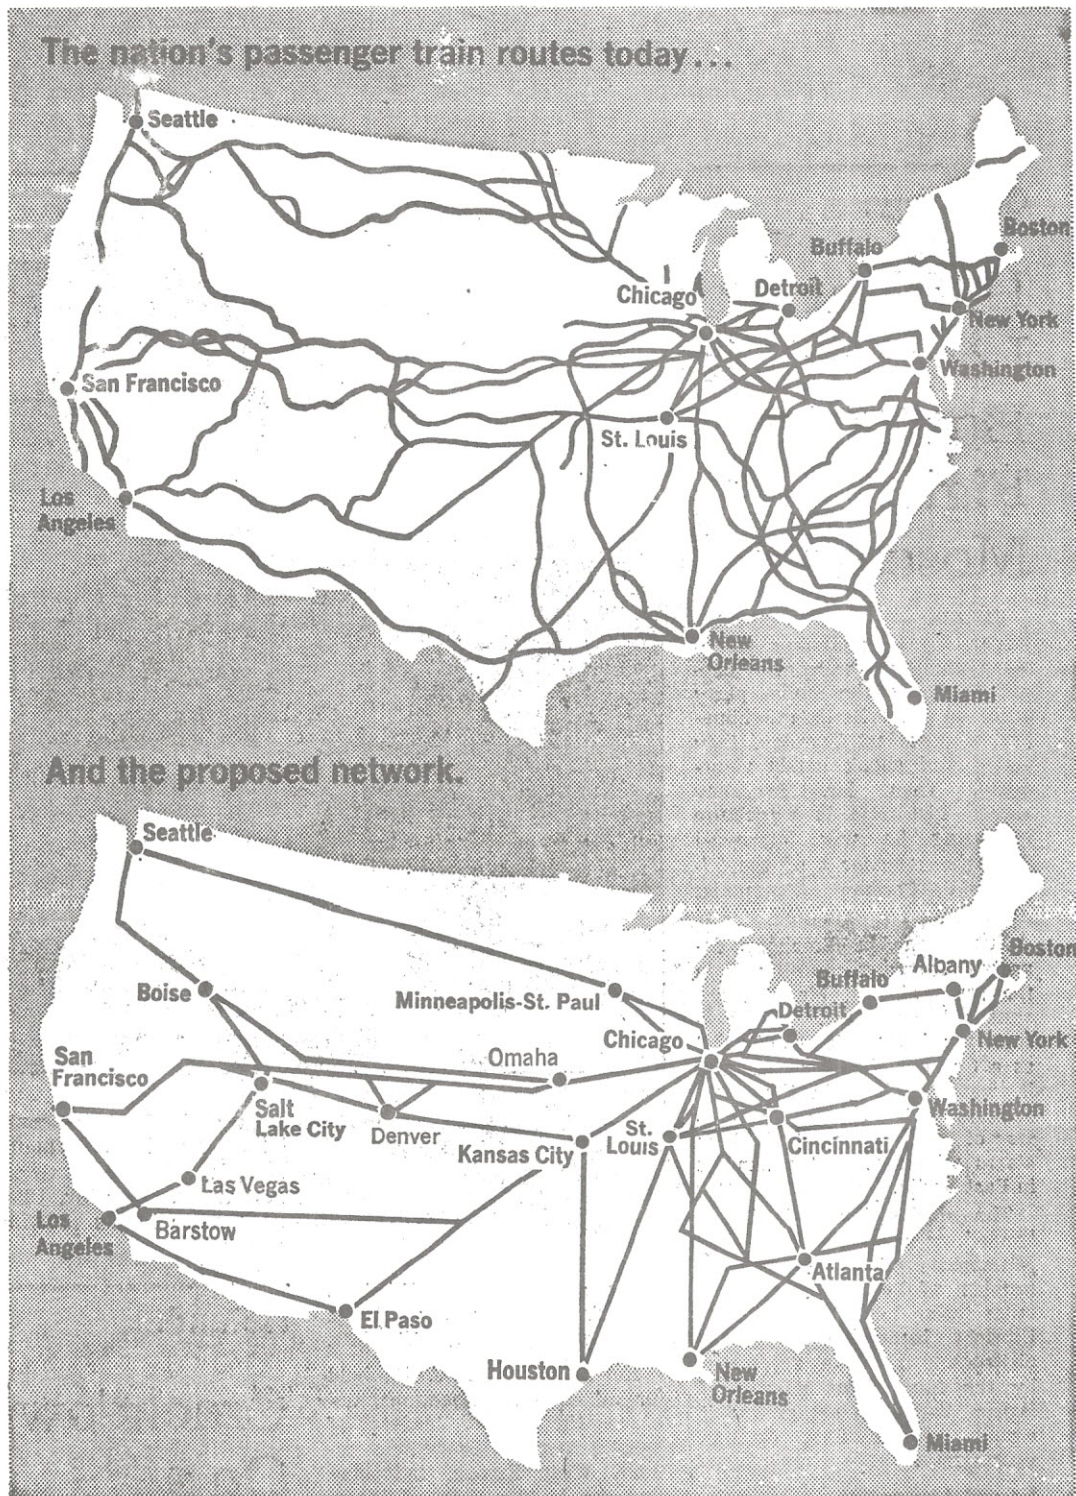 The nation's passenger train routes today...
Seattle
Boston
Buffalo
Detroit
Chicago
New York
Washington
San Francisco
St. Louis
Los
Angeles
New
Orleans
Miami
And the proposed network.
Seattle
Boston
Albany
Buffalo
Boise
Minneapolis-St. Paul
Detroit
New York
Chicago
Omaha
San
Francisco
Salt
Lake City
Denver
Washington
St.
Louis
Cincinnati
Kansas City
Las Vegas
Los
Angeles
Barstow
Atlanta
El Paso
Houston
New
Orleans
Miami